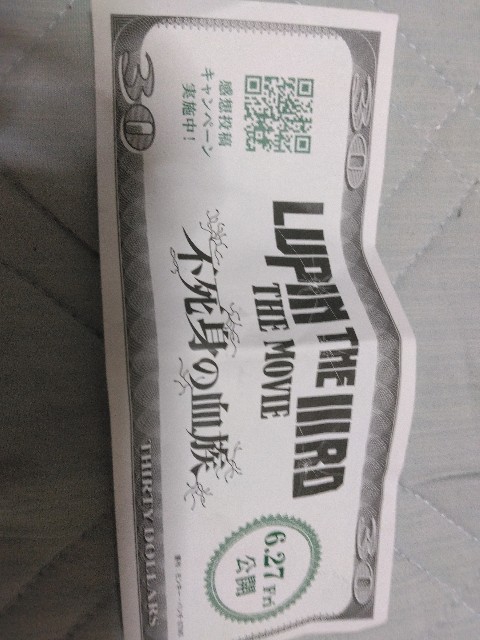 30
30
感想投稿
キャンペーン
実施中!
LUPIN THE IIIRD
THE MOVIE
不死身の血族
6.27 Fri
公開
30
30
THIRTY DOLLARS